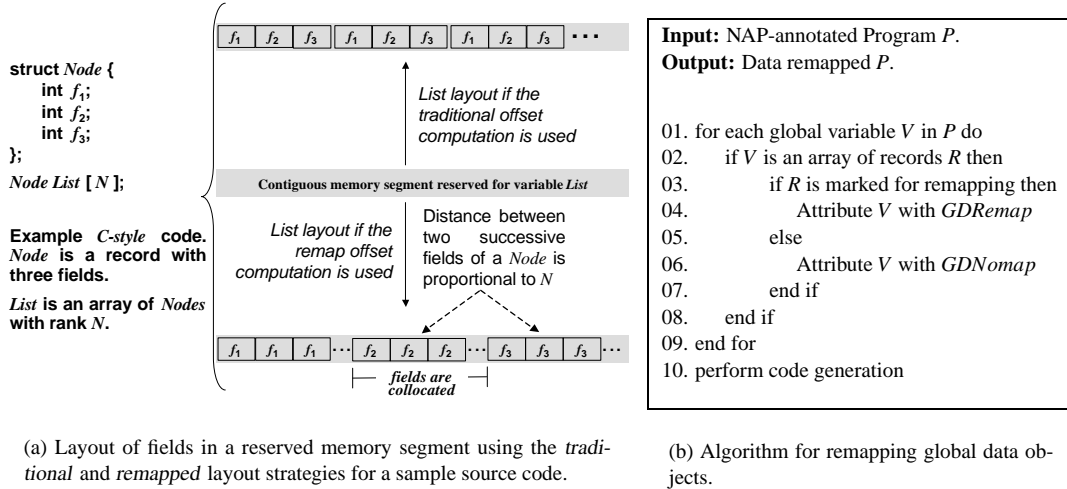 struct Node {
int f1;
int f2;
int f3;
};
Node List [ N ];
Example C-style code.
Node is a record with
three fields.
List is an array of Nodes
with rank N.
f1 f2 f3 f1 f2 f3 f1 f2 f3 ...
List layout if the
traditional offset
computation is used
Contiguous memory segment reserved for variable List
List layout if the
remap offset
computation is used
Distance between
two successive
fields of a Node is
proportional to N
f1 f1 f1 ... f2 f2 f2 ... f3 f3 f3 ...
fields are
collocated
(a) Layout of fields in a reserved memory segment using the tradi-
tional and remapped layout strategies for a sample source code.
Input: NAP-annotated Program P.
Output: Data remapped P.
01. for each global variable V in P do
02. if V is an array of records R then
03. if R is marked for remapping then
04. Attribute V with GDRemap
05. else
06. Attribute V with GDNomap
07. end if
08. end if
09. end for
10. perform code generation
(b) Algorithm for remapping global data ob-
jects.